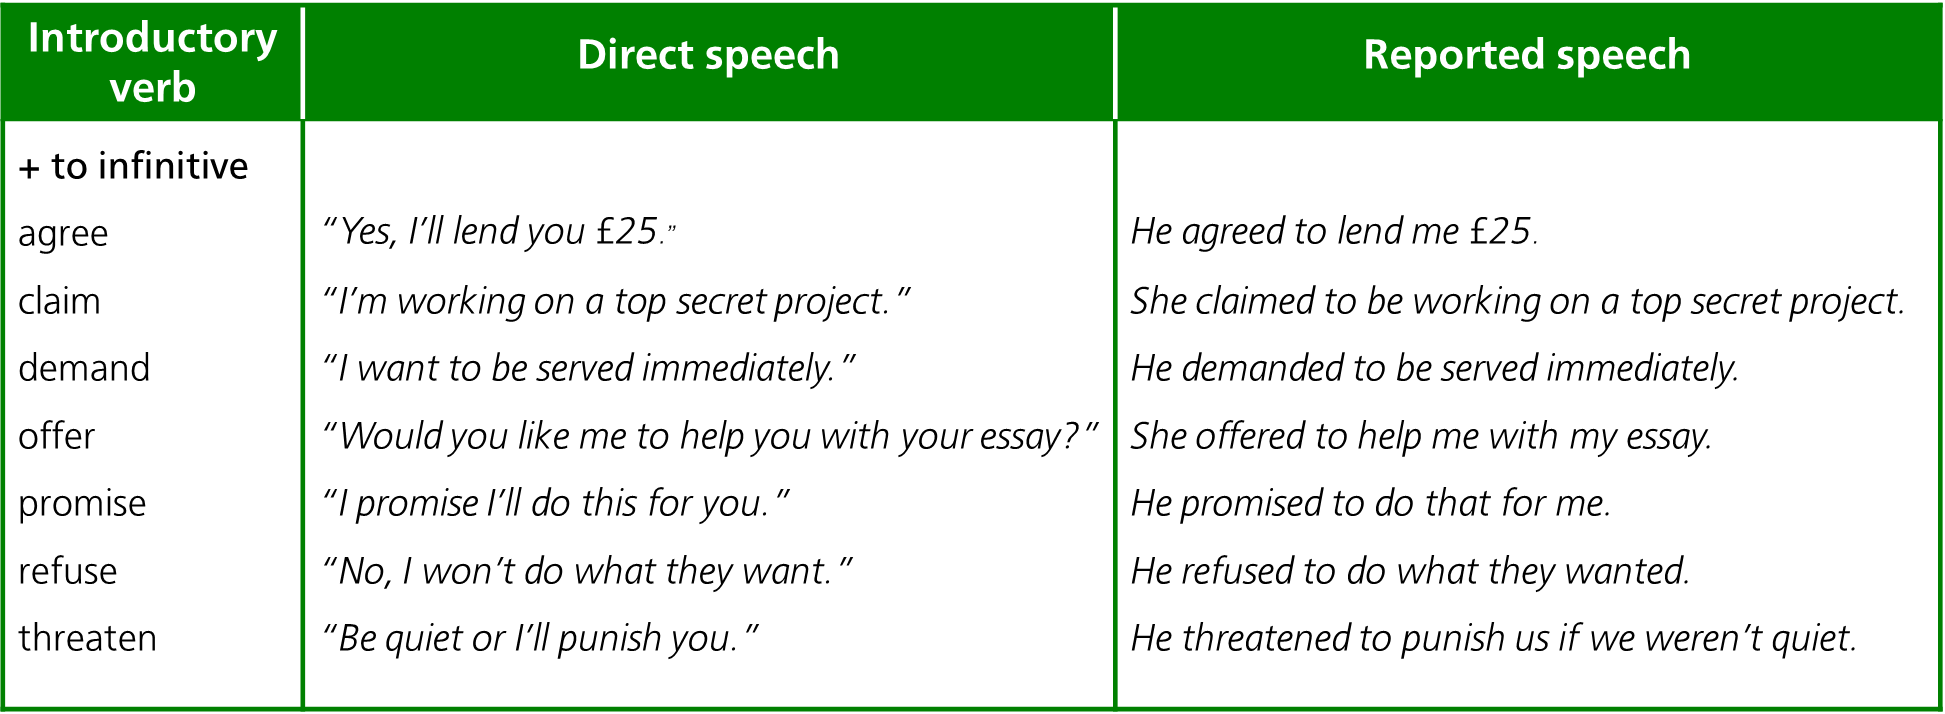 Introductory verb Direct speech Reported speech
+ to infinitive
agree “Yes, I’ll lend you £25.” He agreed to lend me £25.
claim “I’m working on a top secret project.” She claimed to be working on a top secret project.
demand “I want to be served immediately.” He demanded to be served immediately.
offer “Would you like me to help you with your essay?” She offered to help me with my essay.
promise “I promise I’ll do this for you.” He promised to do that for me.
refuse “No, I won’t do what they want.” He refused to do what they wanted.
threaten “Be quiet or I’ll punish you.” He threatened to punish us if we weren’t quiet.